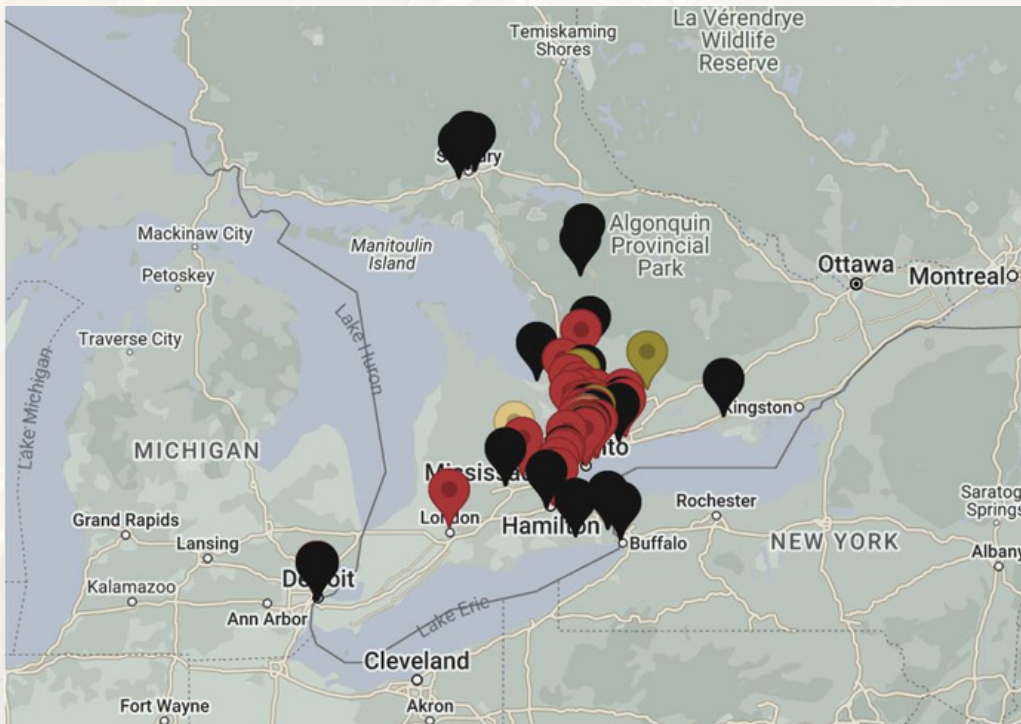 La Vérendrye
Wildlife
Reserve
Temiskaming
Shores
Algonquin
Provincial
Park
Mackinaw City
Manitoulin
Island
Petoskey
Ottawa
Montreal
Lake Huron
Traverse City
Lake Michigan
Kingston
MICHIGAN
Rochester
Saratog
Springs
Grand Rapids
London
Hamilton
Lansing
Buffalo
NEW YORK
Albany
Kalamazoo
Detroit
Ann Arbor
Lake Erie
Cleveland
Fort Wayne
Akron